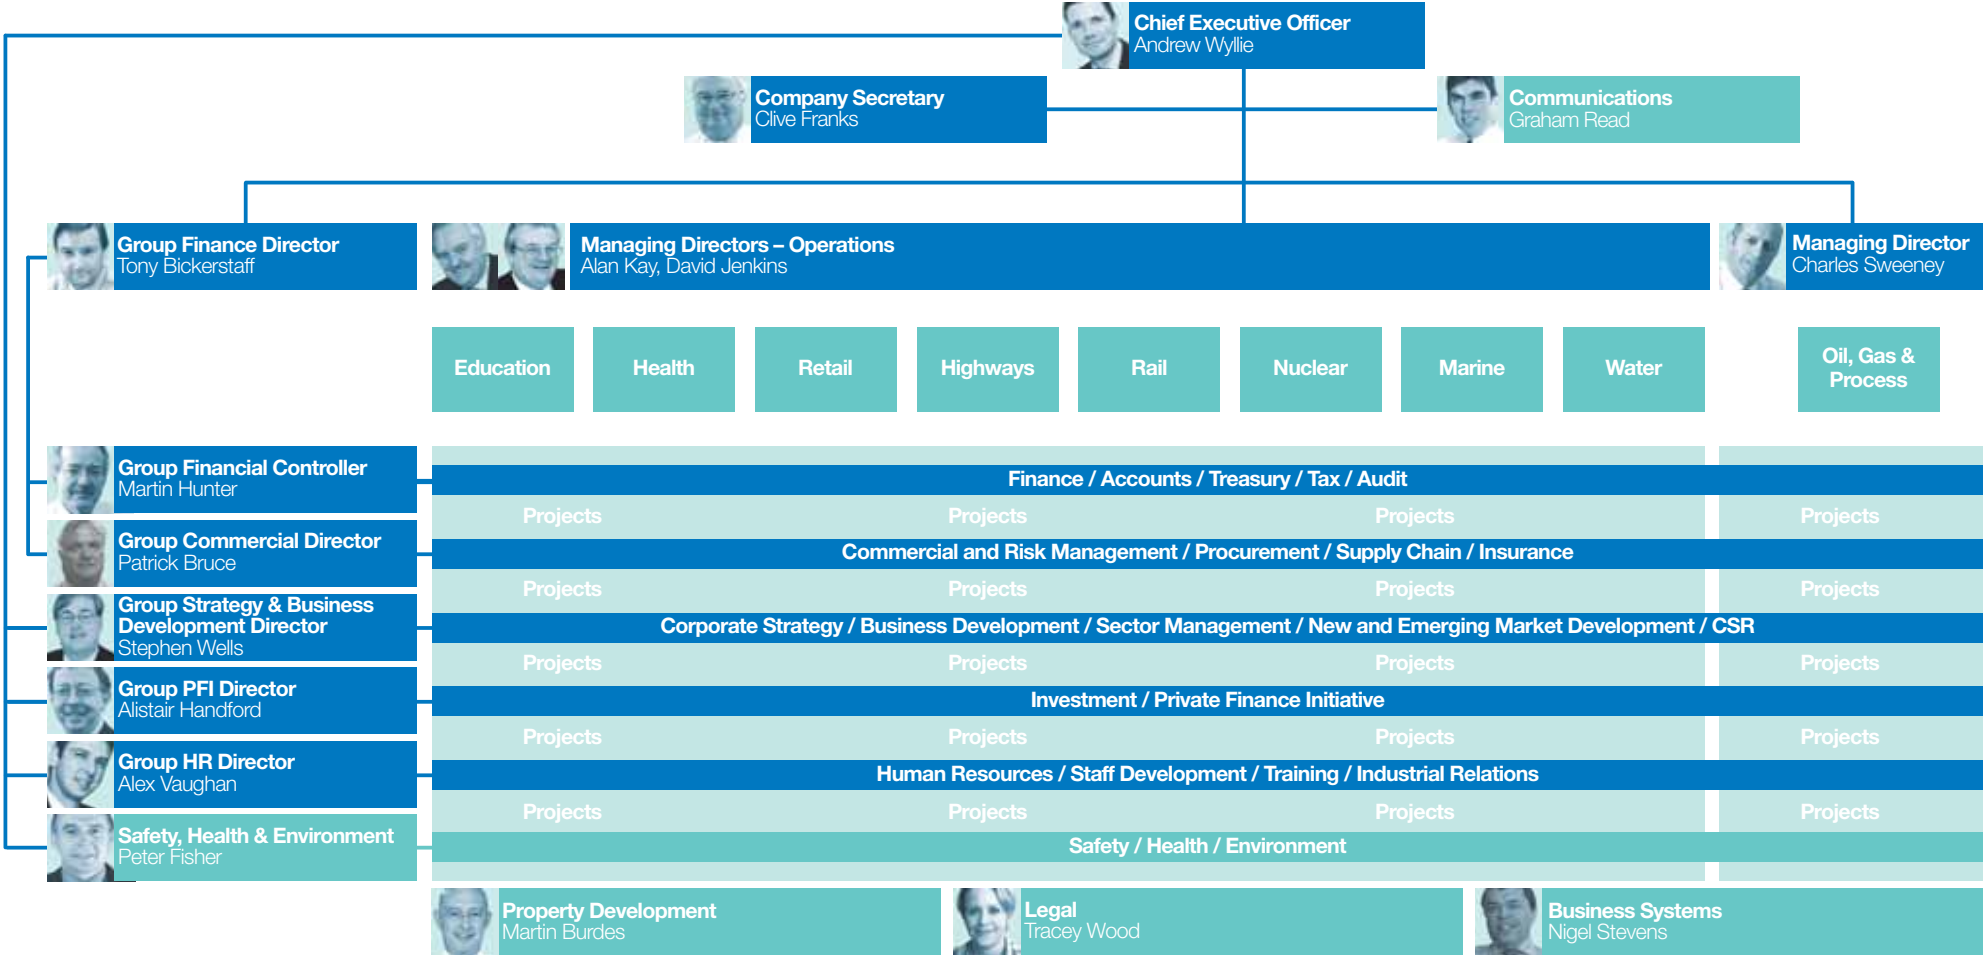 Chief Executive Officer
Andrew Wyllie
Company Secretary
Clive Franks
Communications
Graham Read
Group Finance Director
Tony Bickerstaff
Managing Directors – Operations
Alan Kay, David Jenkins
Managing Director
Charles Sweeney
Education
Health
Retail
Highways
Rail
Nuclear
Marine
Water
Oil, Gas &
Process
Group Financial Controller
Martin Hunter
Finance / Accounts / Treasury / Tax / Audit
Projects
Projects
Projects
Projects
Group Commercial Director
Patrick Bruce
Commercial and Risk Management / Procurement / Supply Chain / Insurance
Projects
Projects
Projects
Projects
Group Strategy & Business
Development Director
Stephen Wells
Corporate Strategy / Business Development / Sector Management / New and Emerging Market Development / CSR
Projects
Projects
Projects
Projects
Group PFI Director
Alistair Handford
Investment / Private Finance Initiative
Projects
Projects
Projects
Projects
Group HR Director
Alex Vaughan
Human Resources / Staff Development / Training / Industrial Relations
Projects
Projects
Projects
Projects
Safety, Health & Environment
Peter Fisher
Safety / Health / Environment
Property Development
Martin Burdes
Legal
Tracey Wood
Business Systems
Nigel Stevens